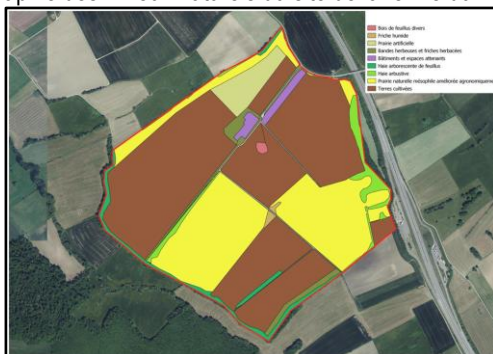 Bois de feuillus divers
Friche humide
Prairie artificielle
Bandes herbeuses et friches herbacées
Bâtiments et espaces attenants
Haie arborescente de feuillus
Haie arbustive
Prairie naturelle mésophile améliorée agronomiquement
Terres cultivées